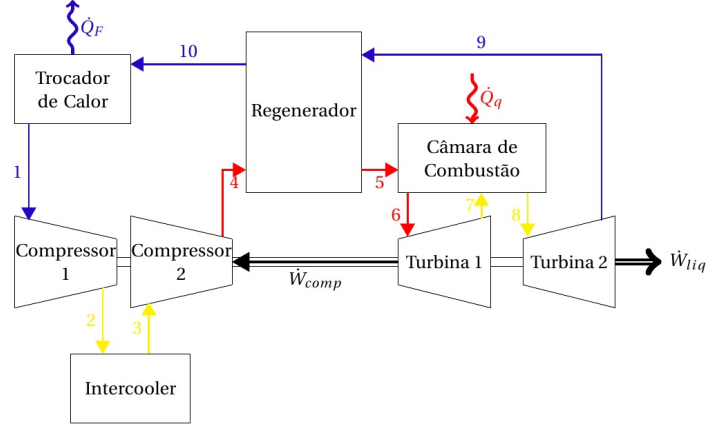 Q̇F
10
9
Trocador
de Calor
Regenerador
Q̇q
Câmara de
Combustão
1
4
5
6
7
8
Compressor
1
Compressor
2
Turbina 1
Turbina 2
Ẇliq
Ẇcomp
2
3
Intercooler